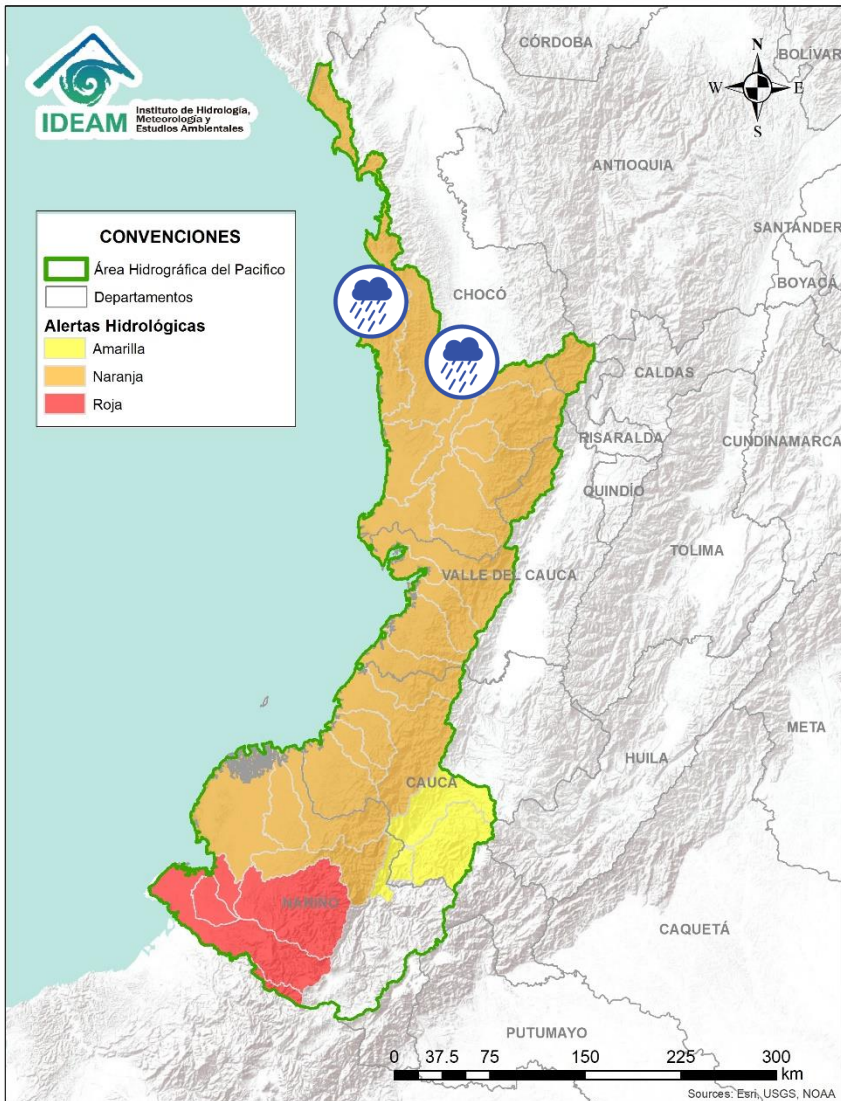 IDEAM
Instituto de Hidrología,
Meteorología y
Estudios Ambientales
N
W E
S
CÓRDOBA
BOLÍVAR
ANTIOQUIA
SANTANDER
BOYACÁ
CHOCÓ
CALDAS
RISARALDA
CUNDINAMARCA
QUINDÍO
TOLIMA
VALLE DEL CAUCA
META
HUILA
CAUCA
NARIÑO
CAQUETÁ
PUTUMAYO
CONVENCIONES
Área Hidrográfica del Pacifico
Departamentos
Alertas Hidrológicas
Amarilla
Naranja
Roja
0 37.5 75 150 225 300
km
Sources: Esri, USGS, NOAA